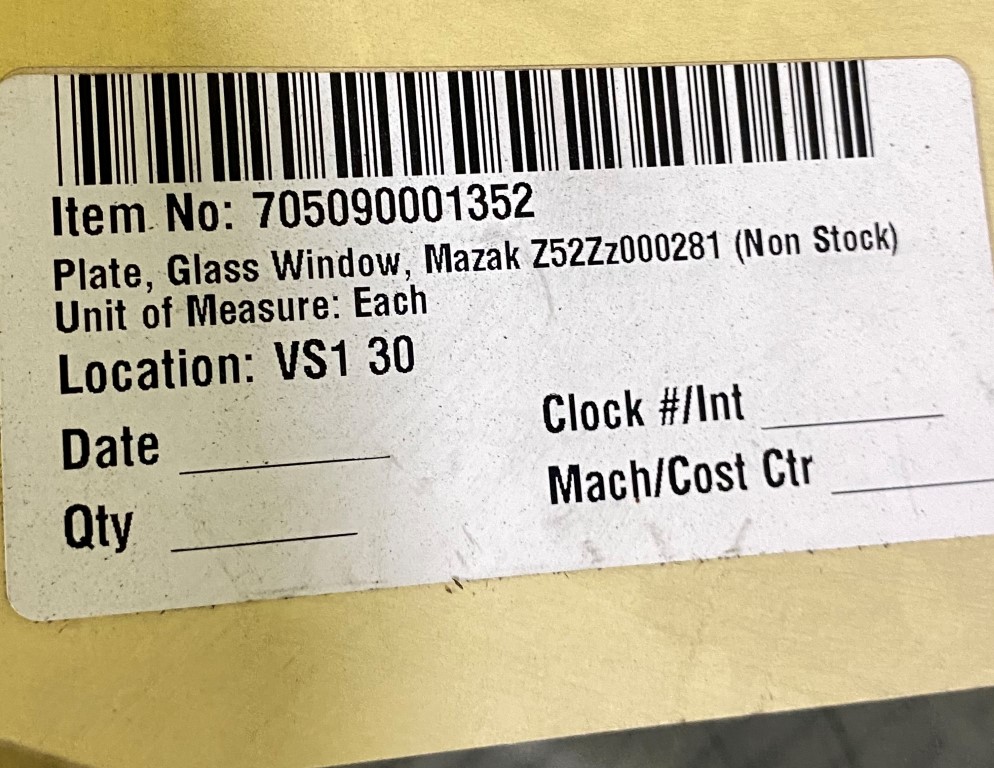 Item No: 705090001352
Plate, Glass Window, Mazak Z52Zz000281 (Non Stock)
Unit of Measure: Each
Location: VS1 30
Date
Clock #/Int
Qty
Mach/Cost Ctr